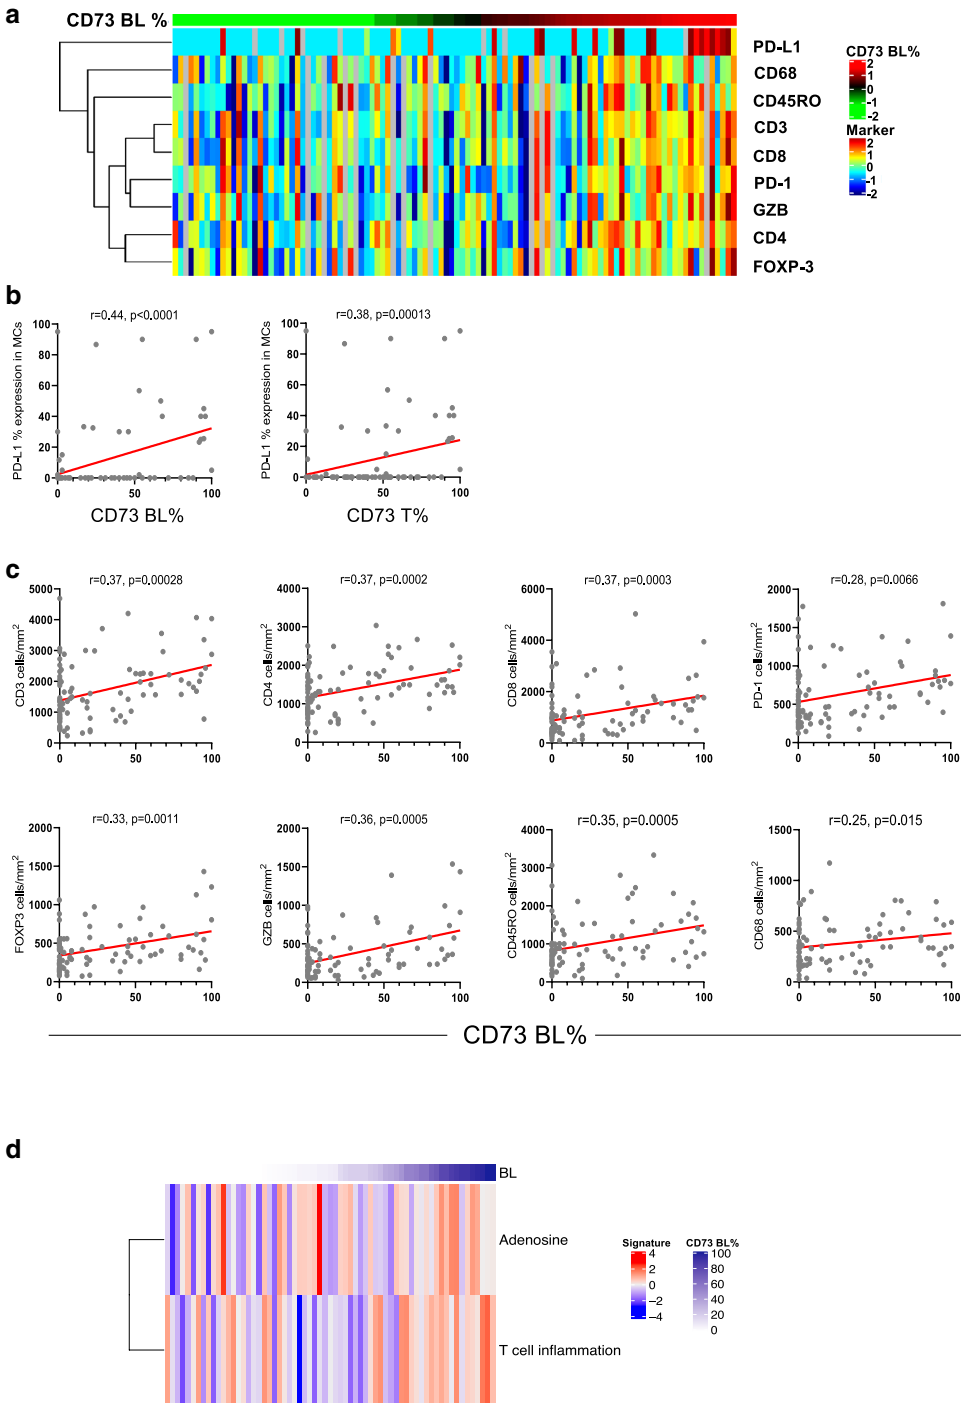 a
CD73 BL %
PD-L1
CD68
CD45RO
CD3
CD8
PD-1
GZB
CD4
FOXP-3
CD73 BL%
2
1
0
-1
-2
Marker
2
1
0
-1
-2
b
r=0.44, p<0.0001
PD-L1 % expression in MCs
100
80
60
40
20
0
0 50 100
CD73 BL%
r=0.38, p=0.00013
PD-L1 % expression in MCs
100
80
60
40
20
0
0 50 100
CD73 T%
c
r=0.37, p=0.00028
CD3 cells/mm²
5000
4000
3000
2000
1000
0
0 50 100
r=0.37, p=0.0002
CD4 cells/mm²
4000
3000
2000
1000
0
0 50 100
r=0.37, p=0.0003
CD8 cells/mm²
6000
4000
2000
0
0 50 100
r=0.28, p=0.0066
PD-1 cells/mm²
2000
1500
1000
500
0
0 50 100
r=0.33, p=0.0011
FOXP3 cells/mm²
2000
1500
1000
500
0
0 50 100
r=0.36, p=0.0005
GZB cells/mm²
2000
1500
1000
500
0
0 50 100
r=0.35, p=0.0005
CD45RO cells/mm²
4000
3000
2000
1000
0
0 50 100
r=0.25, p=0.015
CD68 cells/mm²
1500
1000
500
0
0 50 100
CD73 BL%
d
BL
Adenosine
T cell inflammation
Signature
4
2
0
−2
−4
CD73 BL%
100
80
60
40
20
0